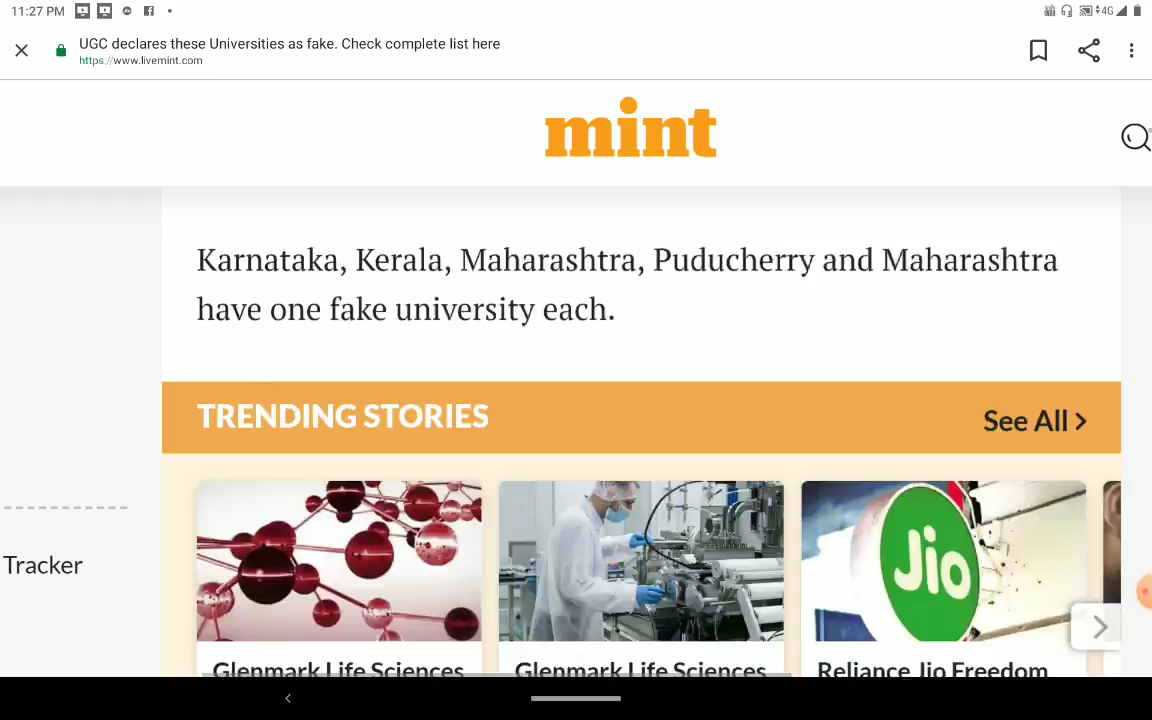 11:27 PM
4G
UGC declares these Universities as fake. Check complete list here
https://www.livemint.com
mint
Karnataka, Kerala, Maharashtra, Puducherry and Maharashtra
have one fake university each.
TRENDING STORIES
See All >
Tracker
Jio
Glenmark Life Sciences
Glenmark Life Sciences
Reliance Jio Freedom